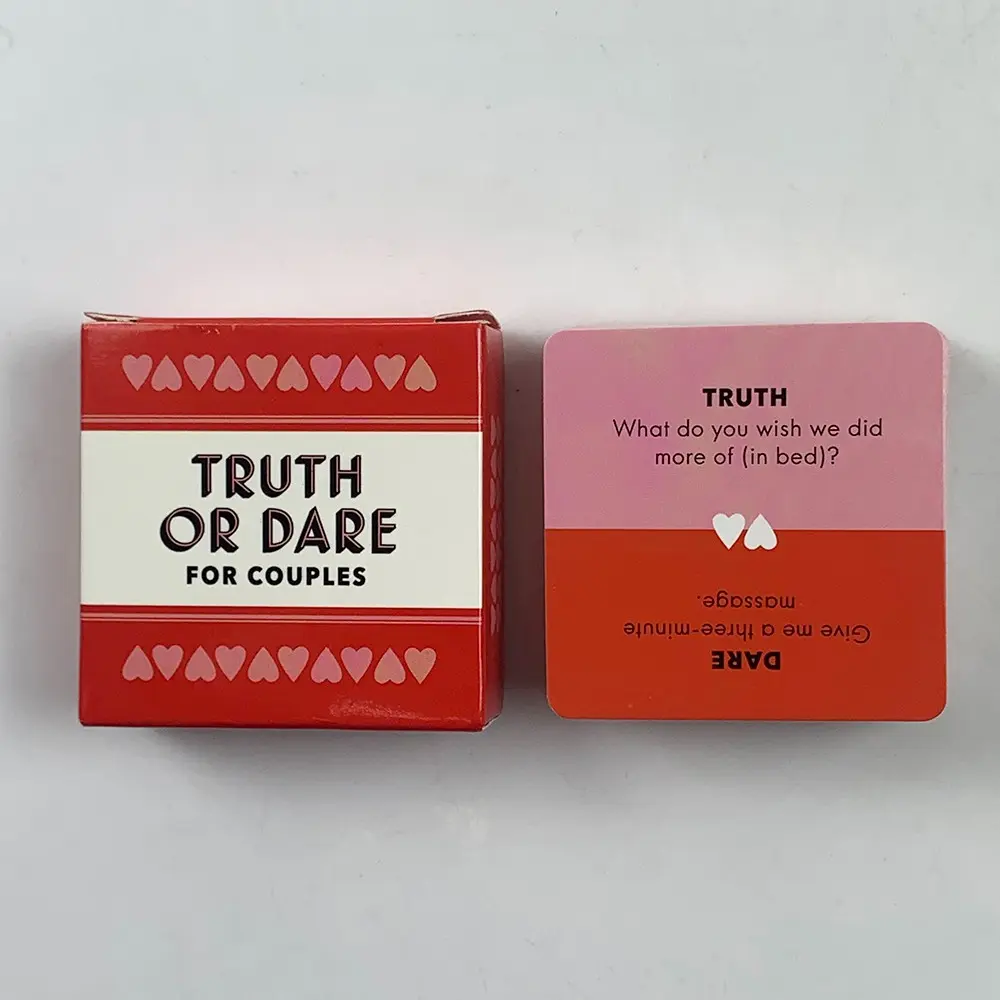 TRUTH
OR DARE
FOR COUPLES
TRUTH
What do you wish we did
more of (in bed)?
DARE
Give me a three-minute
massage.